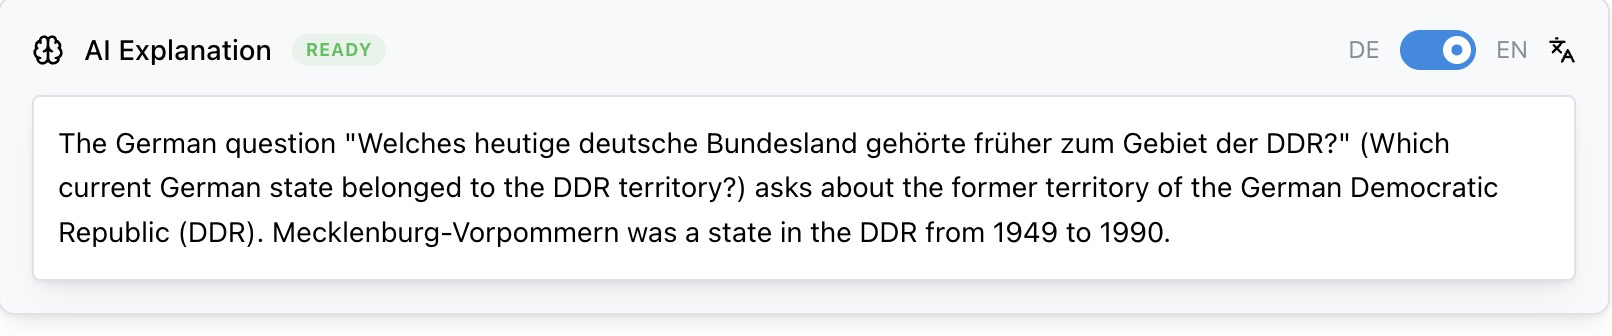 AI Explanation READY DE EN
The German question "Welches heutige deutsche Bundesland gehörte früher zum Gebiet der DDR?" (Which
current German state belonged to the DDR territory?) asks about the former territory of the German Democratic
Republic (DDR). Mecklenburg-Vorpommern was a state in the DDR from 1949 to 1990.